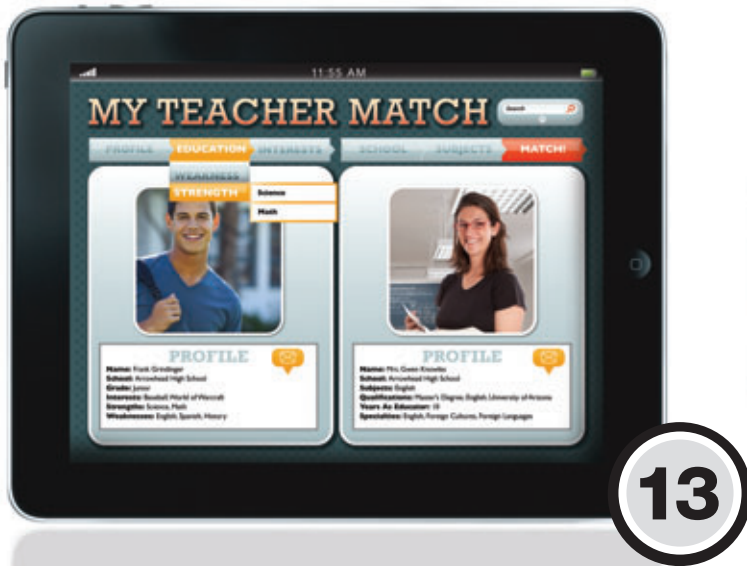 11:55 AM
MY TEACHER MATCH
Search
PROFILE EDUCATION INTERESTS SCHOOL SUBJECTS MATCH!
WEAKNESS
STRENGTH Science
Math
PROFILE
Name: Frank Grindinger
School: Arrowhead High School
Grade: Junior
Interests: Baseball, World of Warcraft
Strengths: Science, Math
Weaknesses: English, Spanish, History
PROFILE
Name: Mrs. Gwen Knowles
School: Arrowhead High School
Subjects: English
Qualifications: Master's Degree, English, University of Arizona
Years As Educator: 18
Specialties: English, Foreign Cultures, Foreign Languages
13